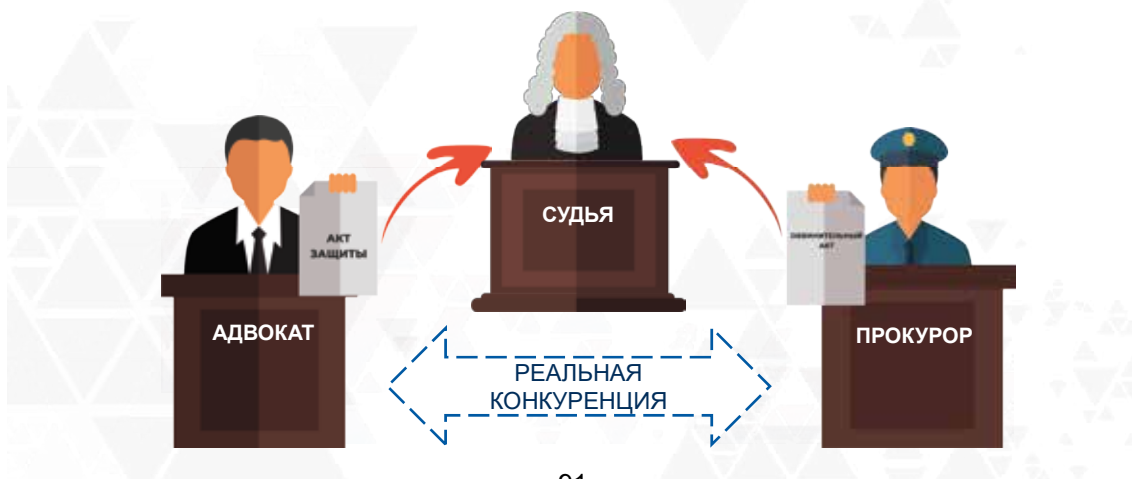 СУДЬЯ
АКТ
ЗАЩИТЫ
ОБВИНИТЕЛЬНЫЙ
АКТ
АДВОКАТ
ПРОКУРОР
РЕАЛЬНАЯ
КОНКУРЕНЦИЯ